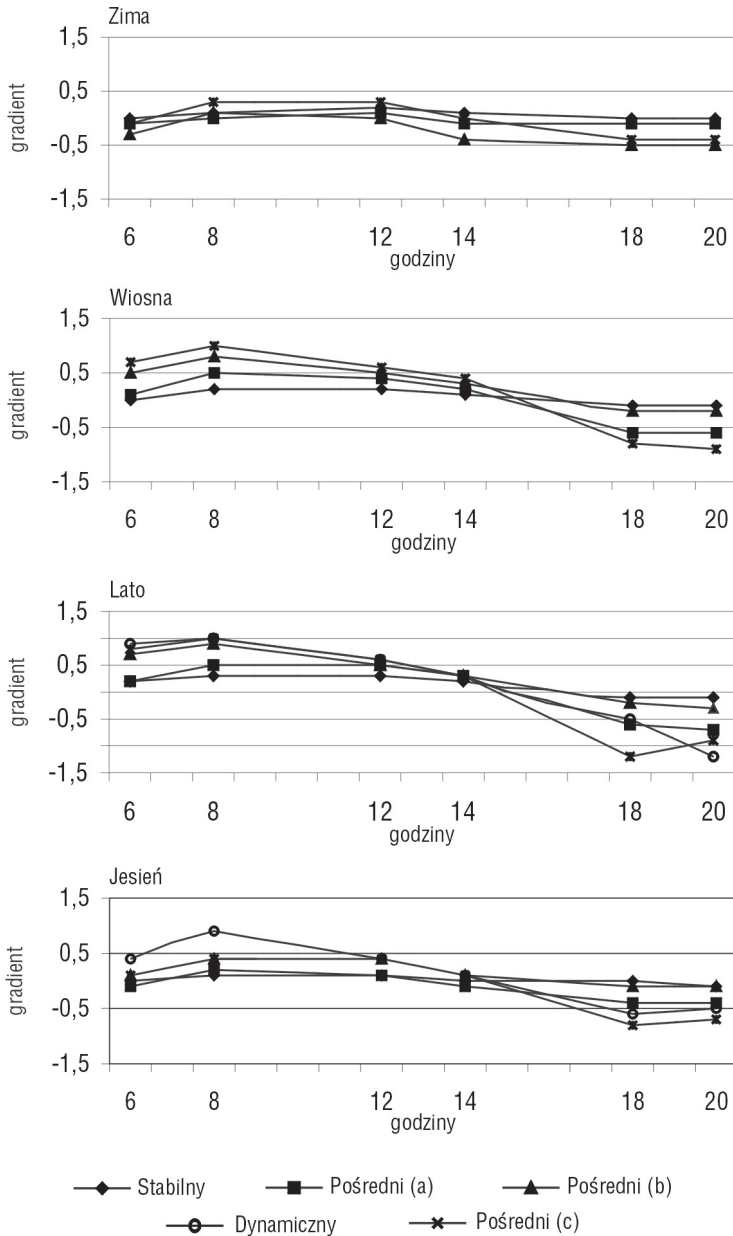 Zima
1,5
0,5
-0,5
-1,5
gradient
6 8 12 14 18 20
godziny
Wiosna
1,5
0,5
-0,5
-1,5
gradient
6 8 12 14 18 20
godziny
Lato
1,5
0,5
-0,5
-1,5
gradient
6 8 12 14 18 20
godziny
Jesień
1,5
0,5
-0,5
-1,5
gradient
6 8 12 14 18 20
godziny
Stabilny Pośredni (a) Pośredni (b)
Dynamiczny Pośredni (c)